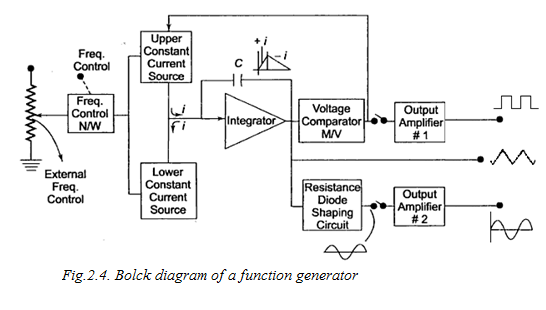 Freq.
Control
Freq.
Control
N/W
External
Freq.
Control
Upper
Constant
Current
Source
i
i
Lower
Constant
Current
Source
C
+i
-i
Integrator
Voltage
Comparator
M/V
Output
Amplifier
# 1
Resistance
Diode
Shaping
Circuit
Output
Amplifier
# 2
Fig.2.4. Bolck diagram of a function generator